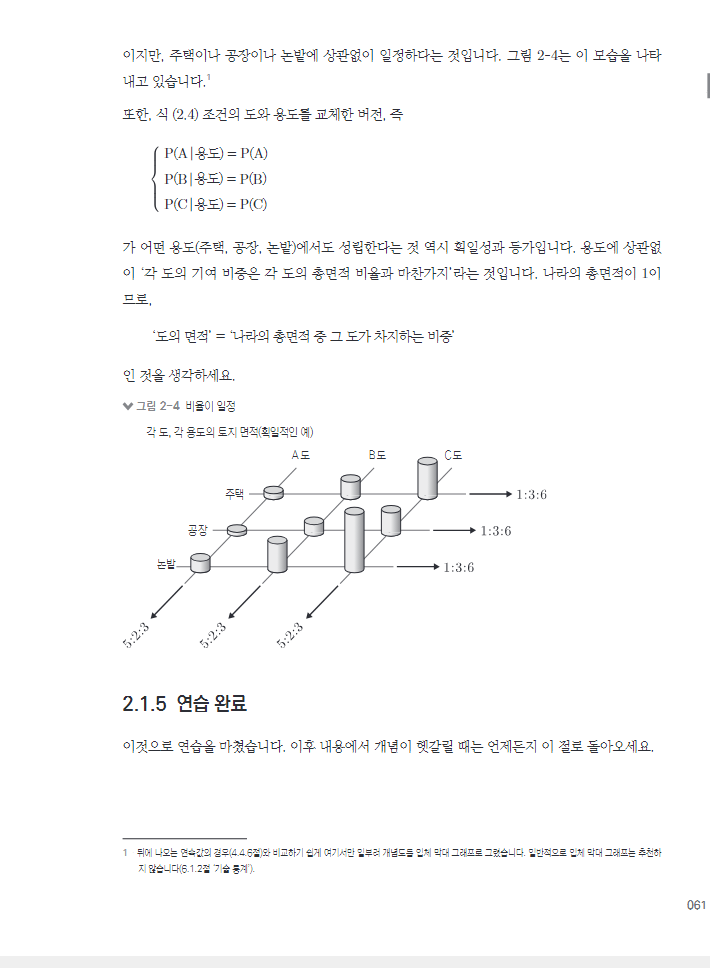 이지만, 주택이나 공장이나 논밭에 상관없이 일정하다는 것입니다. 그림 2-4는 이 모습을 나타
내고 있습니다.1
또한, 식 (2.4) 조건의 도와 용도를 교체한 버전, 즉
P(A|용도) = P(A)
P(B|용도) = P(B)
P(C|용도) = P(C)
가 어떤 용도(주택, 공장, 논밭)에서도 성립한다는 것 역시 획일성과 등가입니다. 용도에 상관없
이 ‘각 도의 기여 비중은 각 도의 총면적 비율과 마찬가지’라는 것입니다. 나라의 총면적이 1이
므로,
‘도의 면적’ = ‘나라의 총면적 중 그 도가 차지하는 비중’
인 것을 생각하세요.
그림 2-4 비율이 일정
각 도, 각 용도의 토지 면적(획일적인 예)
A도 B도 C도
주택 1:3:6
공장 1:3:6
논밭 1:3:6
5:2:3 5:2:3 5:2:3
2.1.5 연습 완료
이것으로 연습을 마쳤습니다. 이후 내용에서 개념이 헷갈릴 때는 언제든지 이 절로 돌아오세요.
1 뒤에 나오는 연속값의 경우(4.4.6절)와 비교하기 쉽게 여기서만 일부러 개념도를 입체 막대 그래프로 그렸습니다. 일반적으로 입체 막대 그래프는 추천하
지 않습니다(6.1.2절 ‘기술 통계’).
061